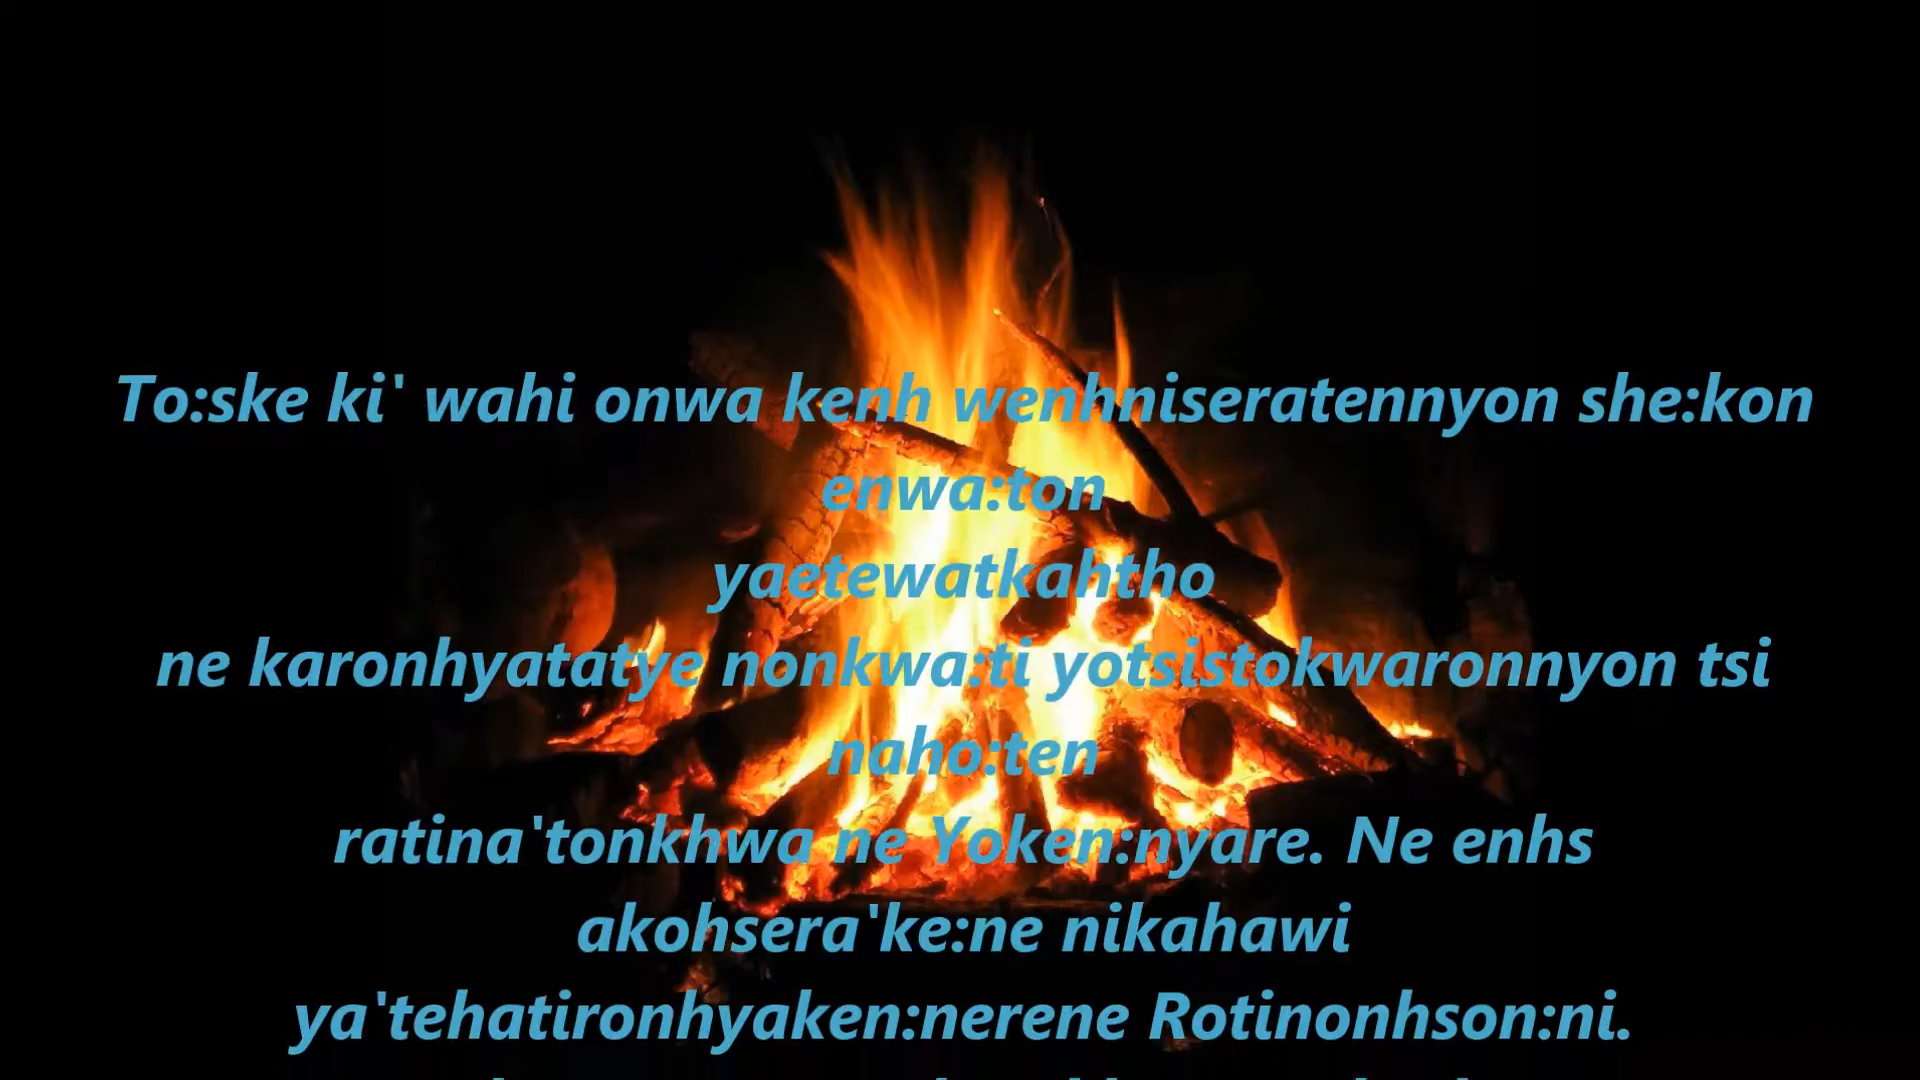 To:ske ki' wahi onwa kenh wenhniseratennyon she:kon
enwa:ton
yaetewatkahtho
ne karonhyatatye nonkwa:ti yotsistokwaronnyon tsi
naho:ten
ratina'tonkhwa ne Yoken:nyare. Ne enhs
akohsera'ke:ne nikahawi
ya'tehatironhyaken:nerene Rotinonhson:ni.